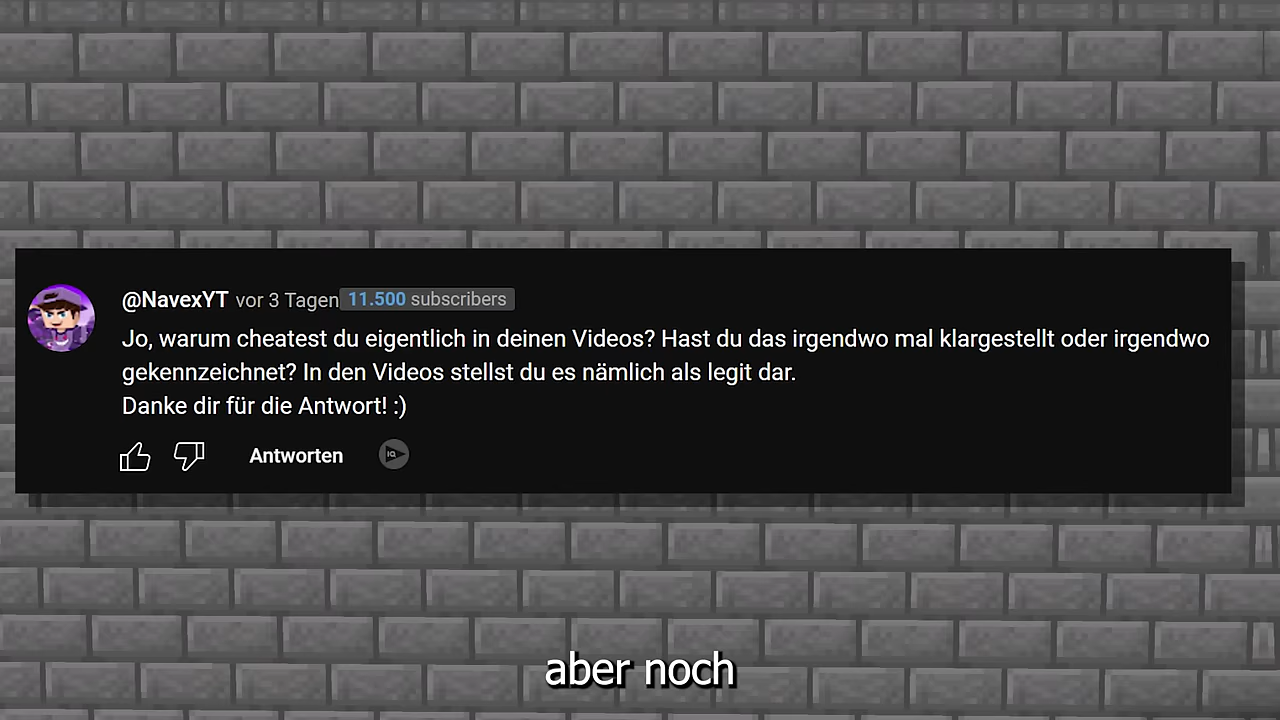 @NavexYT vor 3 Tagen 11.500 subscribers
Jo, warum cheatest du eigentlich in deinen Videos? Hast du das irgendwo mal klargestellt oder irgendwo
gekennzeichnet? In den Videos stellst du es nämlich als legit dar.
Danke dir für die Antwort! :)
Antworten IQ
aber noch